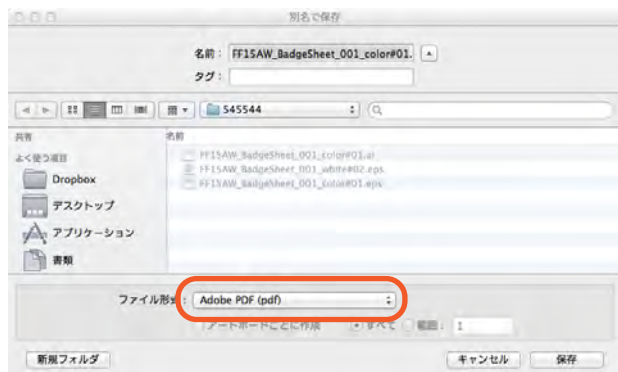 別名で保存
名前： FF15AW_BadgeSheet_001_color#01.
タグ：
545544
共有
名前
よく使う項目
FF15AW_BadgeSheet_001_color#01.ai
FF15AW_BadgeSheet_001_white#02.eps
FF15AW_BadgeSheet_001_color#01.eps
Dropbox
デスクトップ
アプリケーション
書類
ファイル形式： Adobe PDF (pdf)
アートボードごとに作成 すべて 範囲： 1
新規フォルダ キャンセル 保存